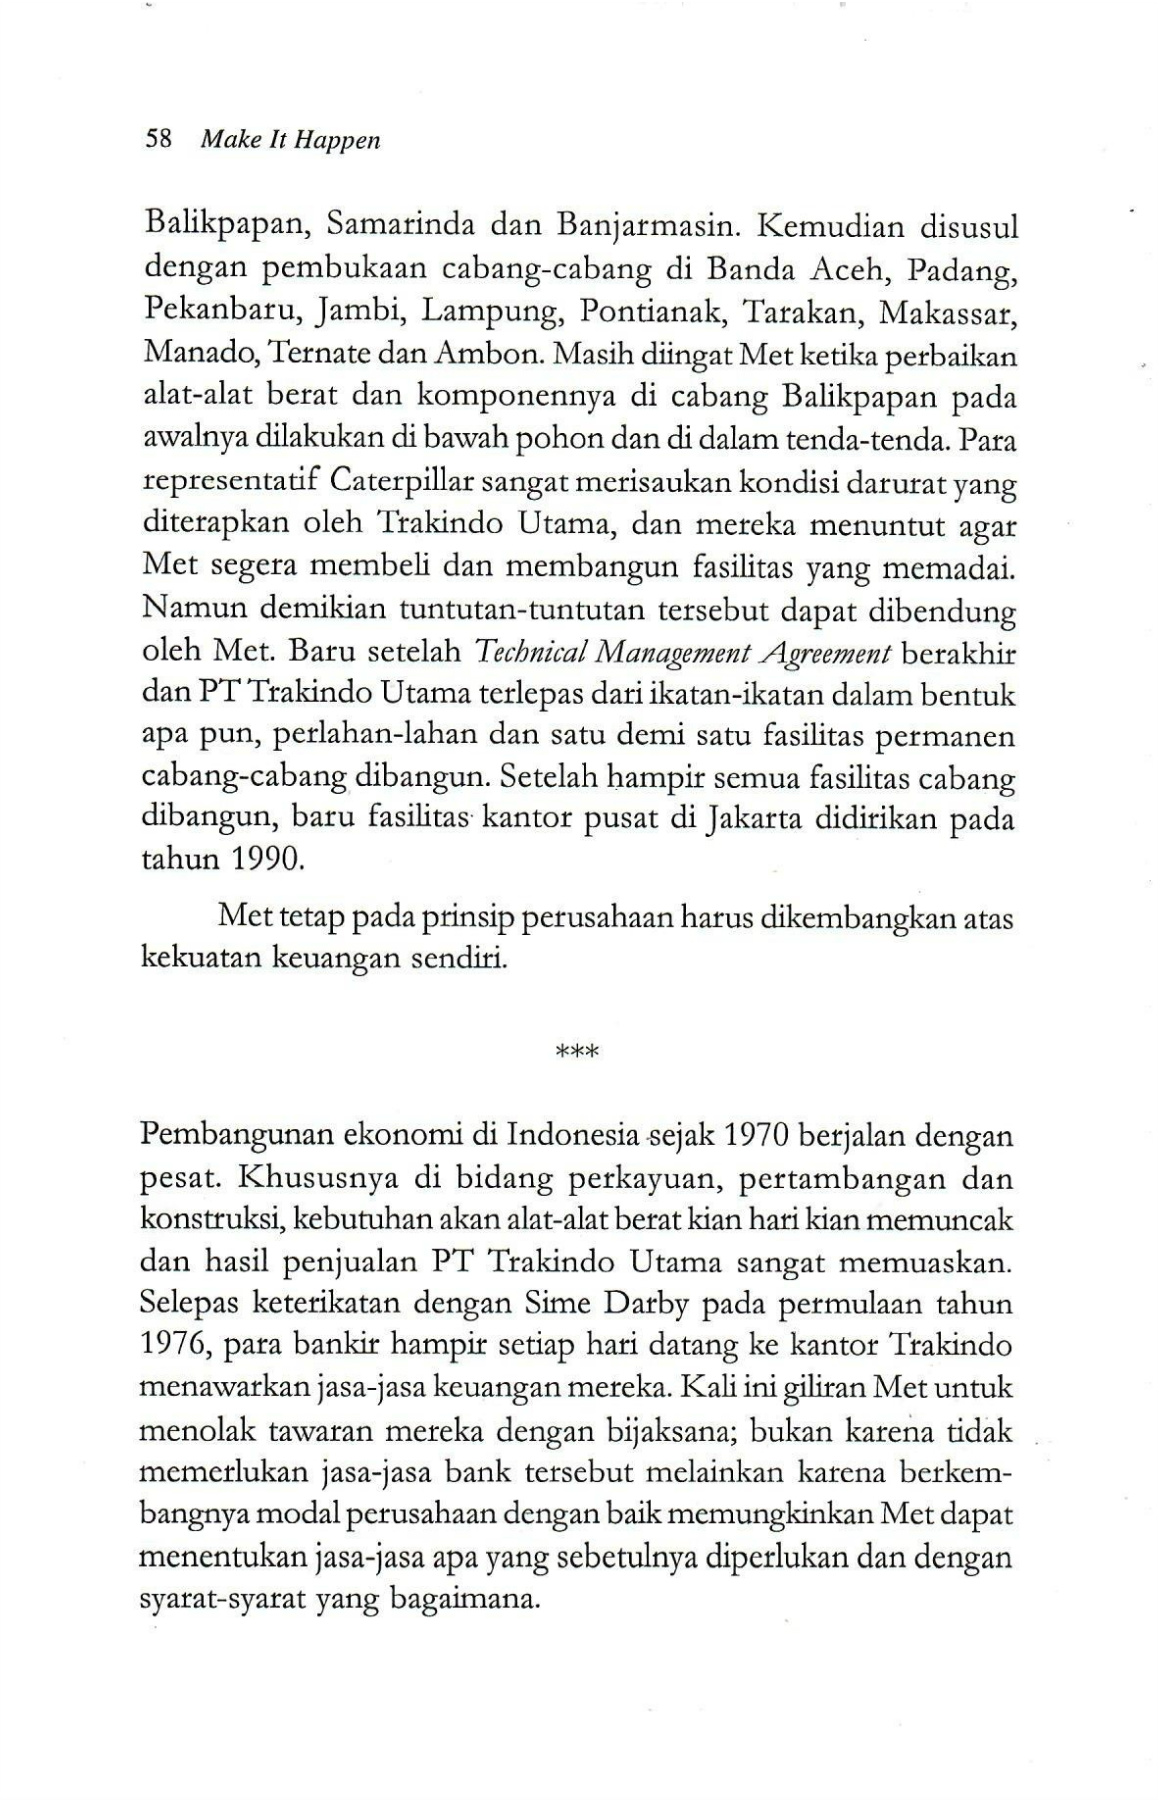 58 Make It Happen
Balikpapan, Samarinda dan Banjarmasin. Kemudian disusul
dengan pembukaan cabang-cabang di Banda Aceh, Padang,
Pekanbaru, Jambi, Lampung, Pontianak, Tarakan, Makassar,
Manado, Ternate dan Ambon. Masih diingat Met ketika perbaikan
alat-alat berat dan komponennya di cabang Balikpapan pada
awalnya dilakukan di bawah pohon dan di dalam tenda-tenda. Para
representatif Caterpillar sangat merisaukan kondisi darurat yang
diterapkan oleh Trakindo Utama, dan mereka menuntut agar
Met segera membeli dan membangun fasilitas yang memadai.
Namun demikian tuntutan-tuntutan tersebut dapat dibendung
oleh Met. Baru setelah Technical Management Agreement berakhir
dan PT Trakindo Utama terlepas dari ikatan-ikatan dalam bentuk
apa pun, perlahan-lahan dan satu demi satu fasilitas permanen
cabang-cabang dibangun. Setelah hampir semua fasilitas cabang
dibangun, baru fasilitas kantor pusat di Jakarta didirikan pada
tahun 1990.
Met tetap pada prinsip perusahaan harus dikembangkan atas
kekuatan keuangan sendiri.
***
Pembangunan ekonomi di Indonesia sejak 1970 berjalan dengan
pesat. Khususnya di bidang perkayuan, pertambangan dan
konstruksi, kebutuhan akan alat-alat berat kian hari kian memuncak
dan hasil penjualan PT Trakindo Utama sangat memuaskan.
Selepas keterikatan dengan Sime Darby pada permulaan tahun
1976, para bankir hampir setiap hari datang ke kantor Trakindo
menawarkan jasa-jasa keuangan mereka. Kali ini giliran Met untuk
menolak tawaran mereka dengan bijaksana; bukan karena tidak
memerlukan jasa-jasa bank tersebut melainkan karena berkem-
bangnya modal perusahaan dengan baik memungkinkan Met dapat
menentukan jasa-jasa apa yang sebetulnya diperlukan dan dengan
syarat-syarat yang bagaimana.